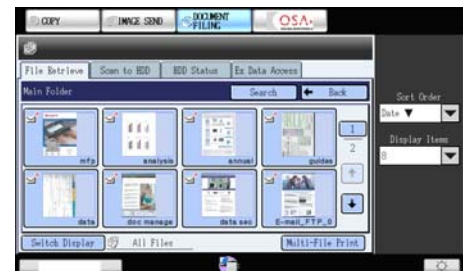 COPY
IMAGE SEND
DOCUMENT
FILING
OSA
File Retrieve
Scan to HDD
HDD Status
Ex Data Access
Main Folder
Search
Back
Sort Order
Date ▼
Display Items
8
mfp
analysis
annual
guides
1
2
data
doc manage
data sec
E-mail_FTP_0
Switch Display
All Files
Multi-File Print